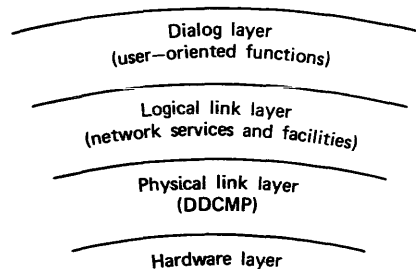 Dialog layer
(user-oriented functions)
Logical link layer
(network services and facilities)
Physical link layer
(DDCMP)
Hardware layer